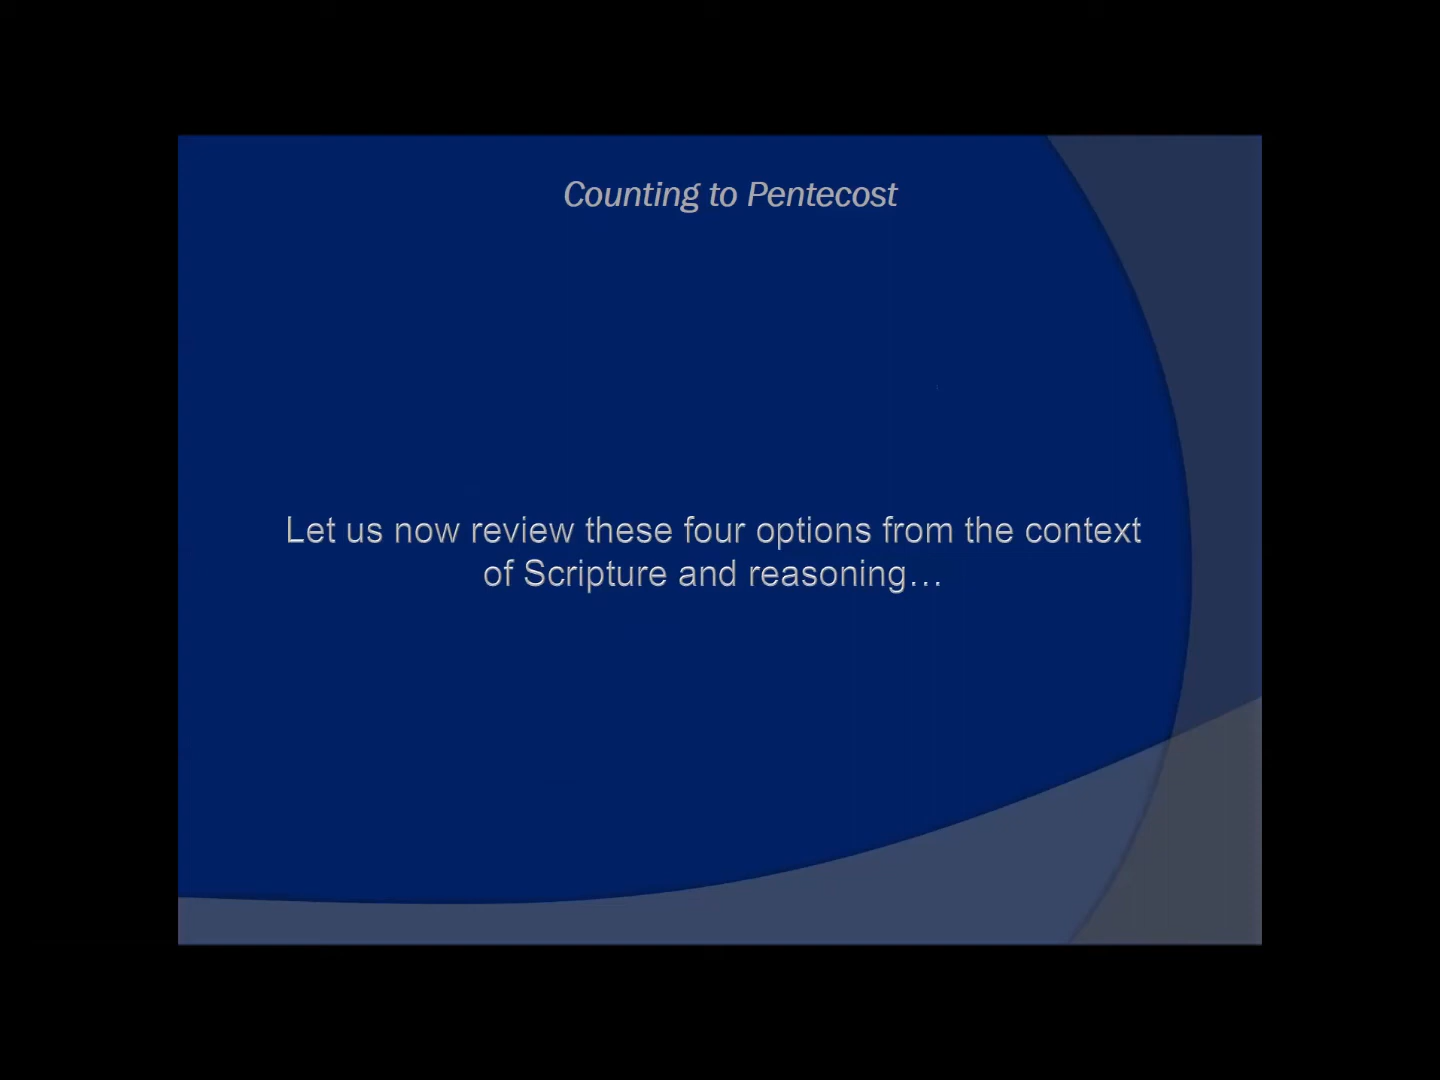 Counting to Pentecost
Let us now review these four options from the context
of Scripture and reasoning…